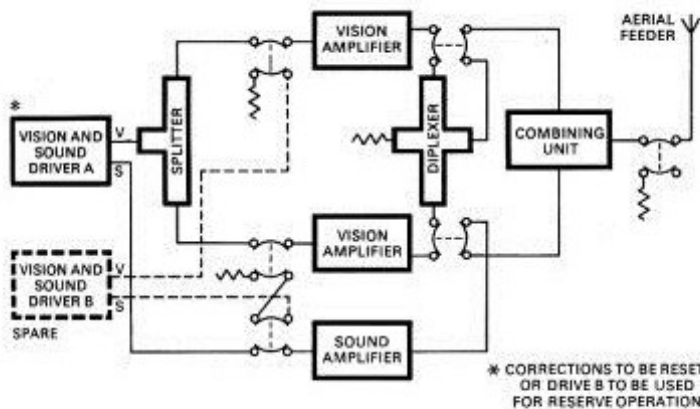 VISION
AMPLIFIER
AERIAL
FEEDER
*
VISION AND
SOUND
DRIVER A
V
S
SPLITTER
DIPLEXER
COMBINING
UNIT
VISION AND
SOUND
DRIVER B
V
S
SPARE
VISION
AMPLIFIER
SOUND
AMPLIFIER
* CORRECTIONS TO BE RESET
OR DRIVE B TO BE USED
FOR RESERVE OPERATION